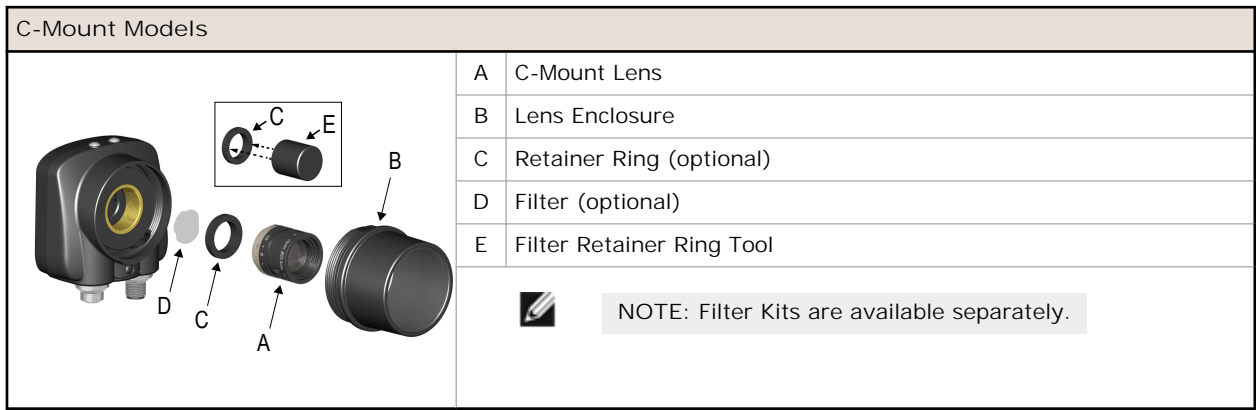 C-Mount Models
C
E
B
D
C
A
A C-Mount Lens
B Lens Enclosure
C Retainer Ring (optional)
D Filter (optional)
E Filter Retainer Ring Tool
NOTE: Filter Kits are available separately.